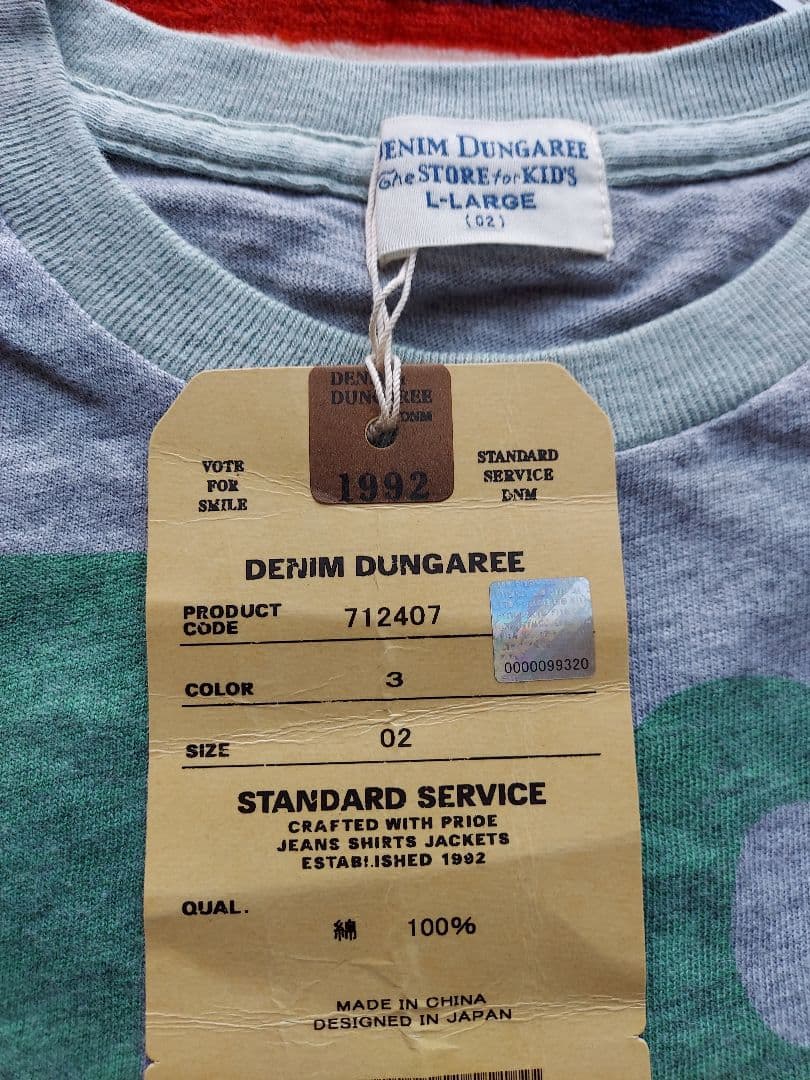 DENIM DUNGAREE
The STORE for KID'S
L-LARGE
(02)
DUNGAREE
DNM
1992
VOTE
FOR
SMILE
STANDARD
SERVICE
DNM
DENIM DUNGAREE
PRODUCT CODE 712407
0000099320
COLOR 3
SIZE 02
STANDARD SERVICE
CRAFTED WITH PRIDE
JEANS SHIRTS JACKETS
ESTABLISHED 1992
QUAL.
綿 100%
MADE IN CHINA
DESIGNED IN JAPAN